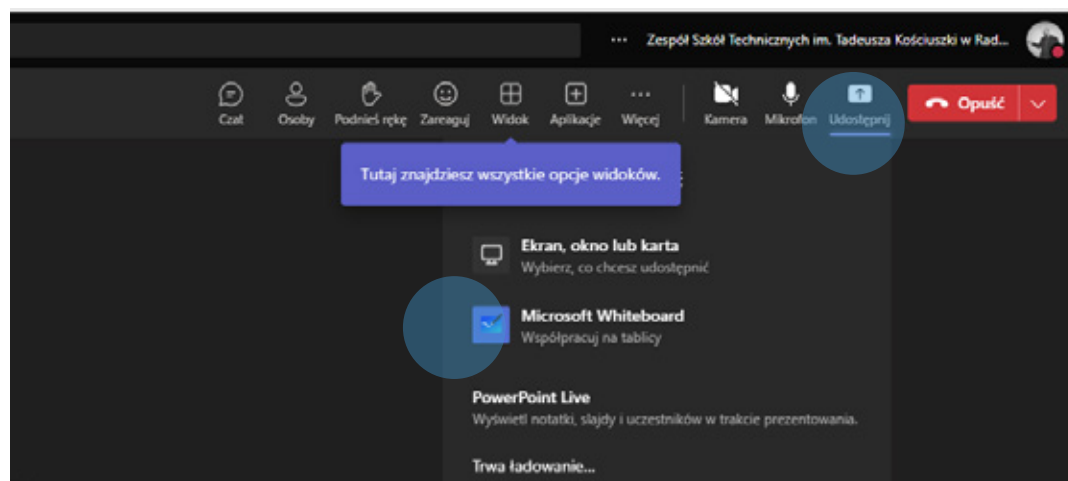 ··· Zespół Szkół Technicznych im. Tadeusza Kościuszki w Rad...
Czat Osoby Podnieś rękę Zareaguj Widok Aplikacje Więcej Kamera Mikrofon Udostępnij Opuść
Tutaj znajdziesz wszystkie opcje widoków.
Ekran, okno lub karta
Wybierz, co chcesz udostępnić
Microsoft Whiteboard
Współpracuj na tablicy
PowerPoint Live
Wyświetl notatki, slajdy i uczestników w trakcie prezentowania.
Trwa ładowanie...